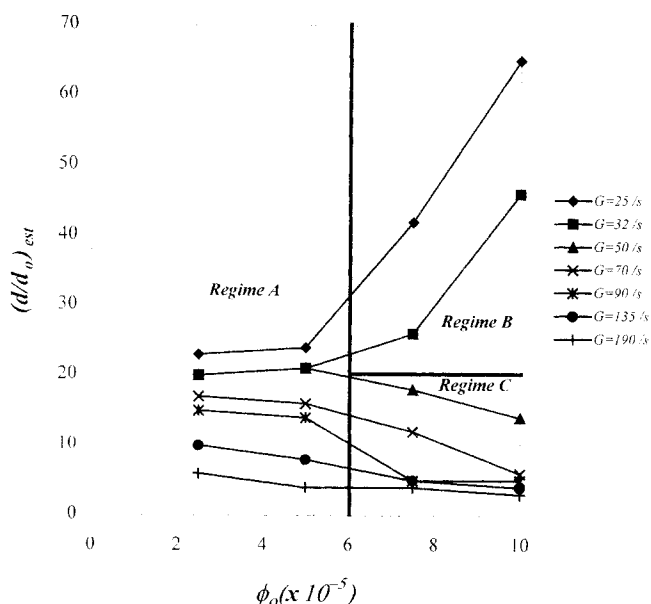 70
60
50
40
30
20
10
0
(d/d_o)_est
Regime A
Regime B
Regime C
G=25 /s
G=32 /s
G=50 /s
G=70 /s
G=90 /s
G=135 /s
G=190 /s
0 2 4 6 8 10
ϕ_o(x 10^-5)